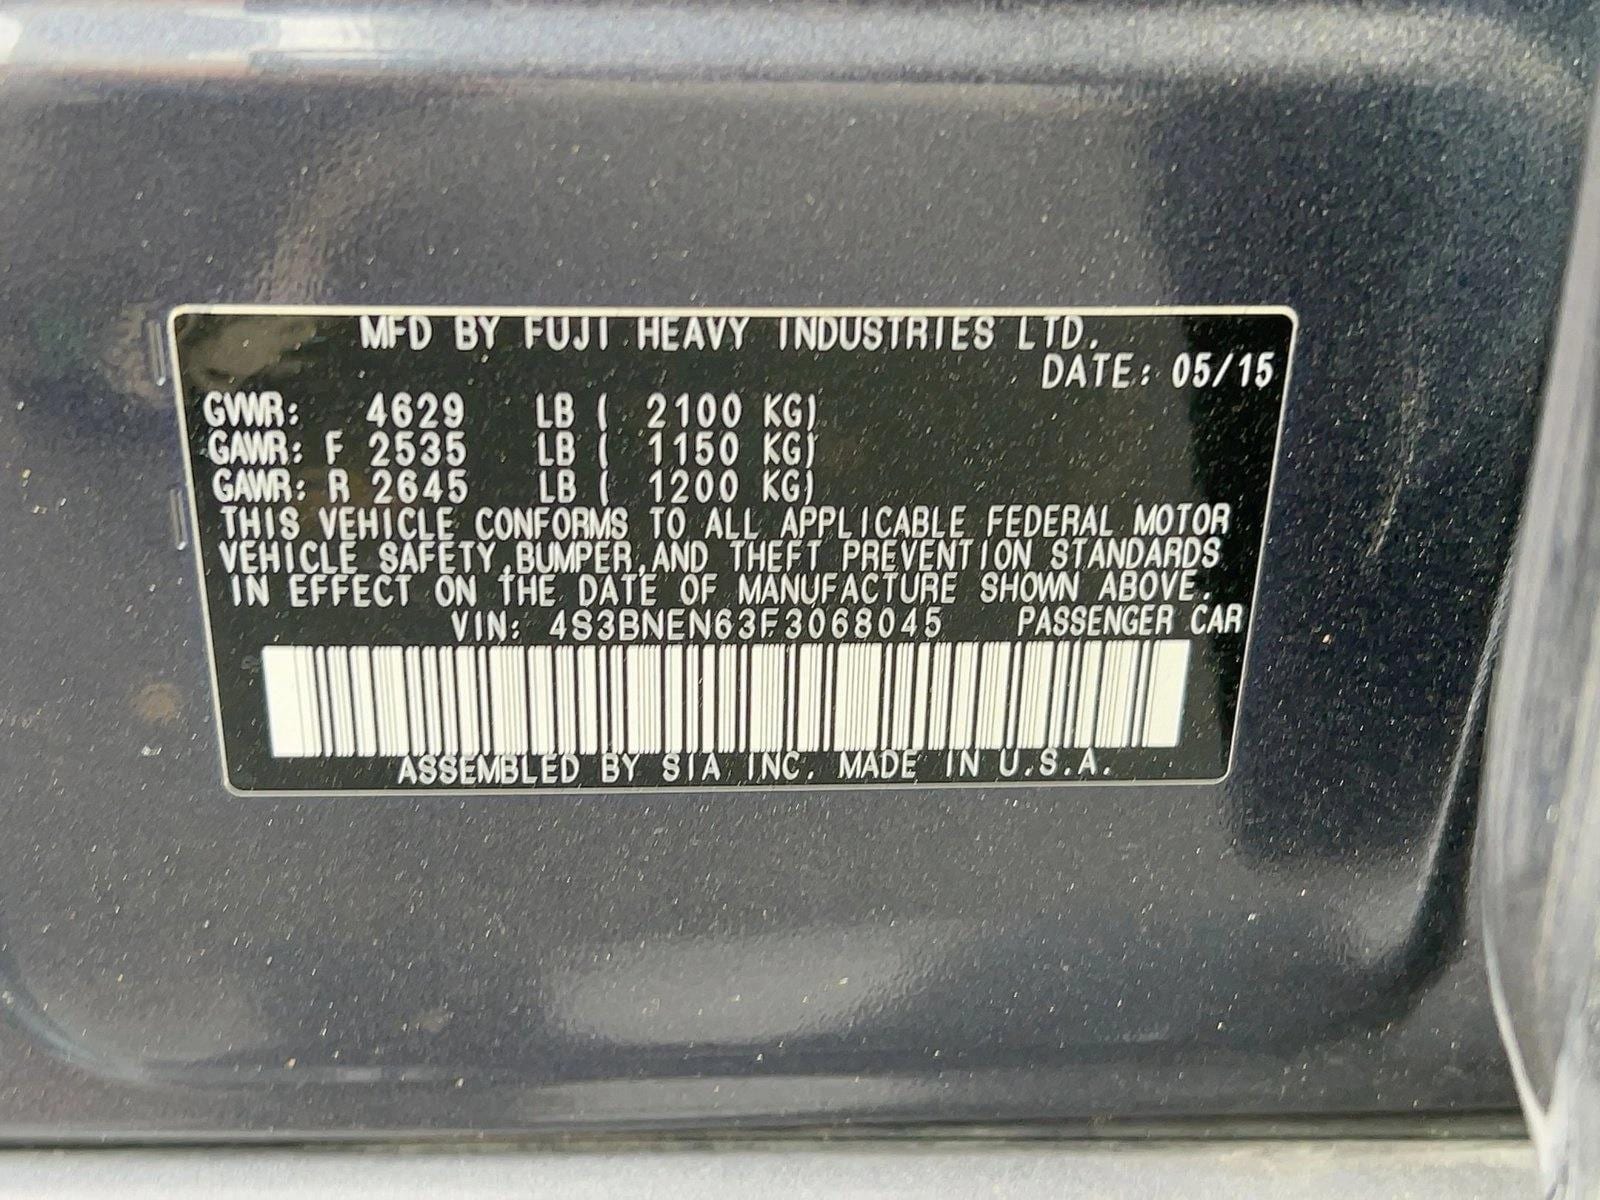 MFD BY FUJI HEAVY INDUSTRIES LTD.
DATE: 05/15
GVWR: 4629 LB ( 2100 KG)
GAWR: F 2535 LB ( 1150 KG)
GAWR: R 2645 LB ( 1200 KG)
THIS VEHICLE CONFORMS TO ALL APPLICABLE FEDERAL MOTOR
VEHICLE SAFETY,BUMPER,AND THEFT PREVENTION STANDARDS
IN EFFECT ON THE DATE OF MANUFACTURE SHOWN ABOVE.
VIN: 4S3BNEN63F3068045 PASSENGER CAR
ASSEMBLED BY SIA INC. MADE IN U.S.A.